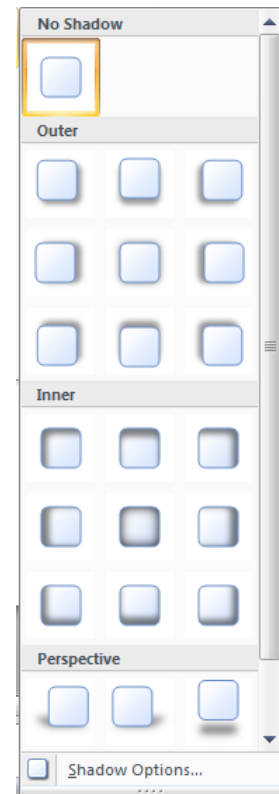 No Shadow
Outer
Inner
Perspective
Shadow Options...